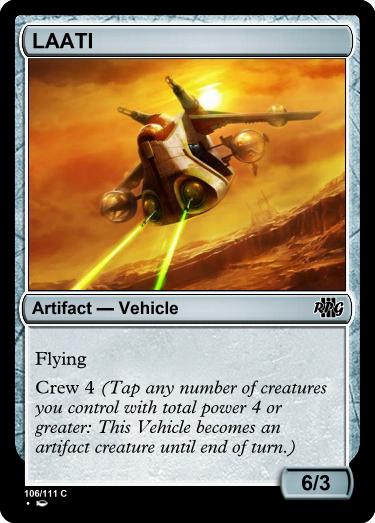 LAATI
Artifact — Vehicle
RPG
Flying
Crew 4 (Tap any number of creatures
you control with total power 4 or
greater: This Vehicle becomes an
artifact creature until end of turn.)
6/3
106/111 C